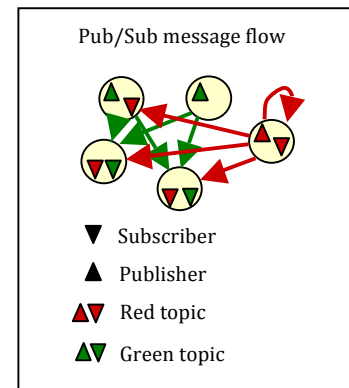 Pub/Sub message flow
Subscriber
Publisher
Red topic
Green topic